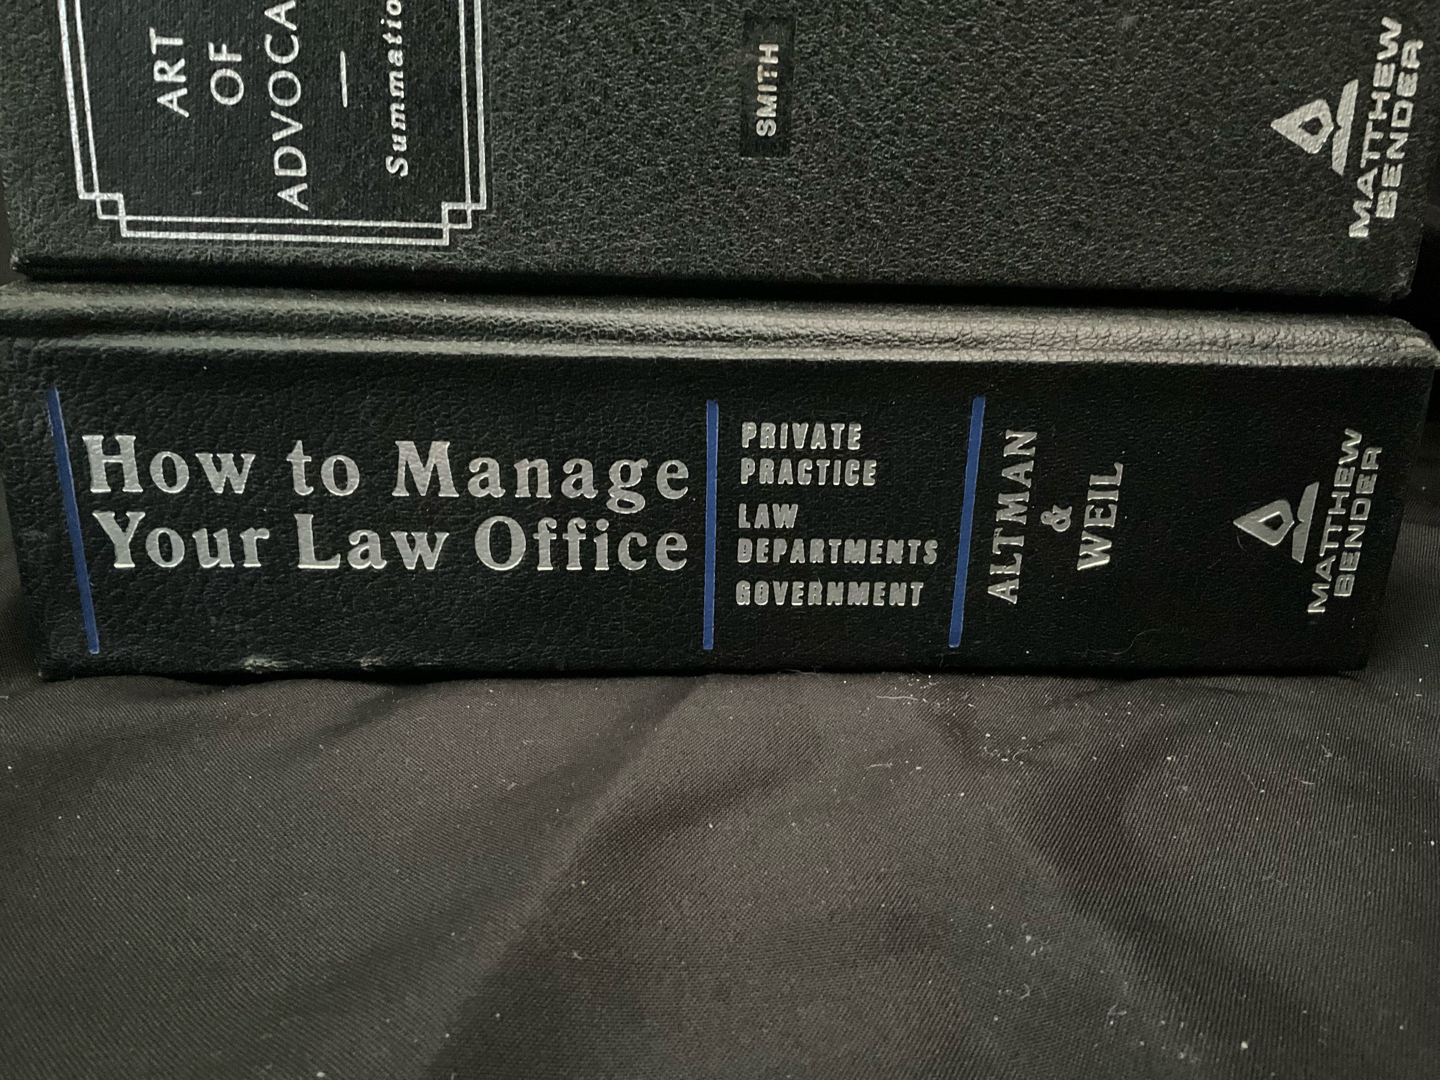 ART
OF
ADVOCA
Summatio
SMITH
MATTHEW
BENDER
How to Manage
Your Law Office
PRIVATE
PRACTICE
LAW
DEPARTMENTS
GOVERNMENT
ALTMAN
&
WEIL
MATTHEW
BENDER